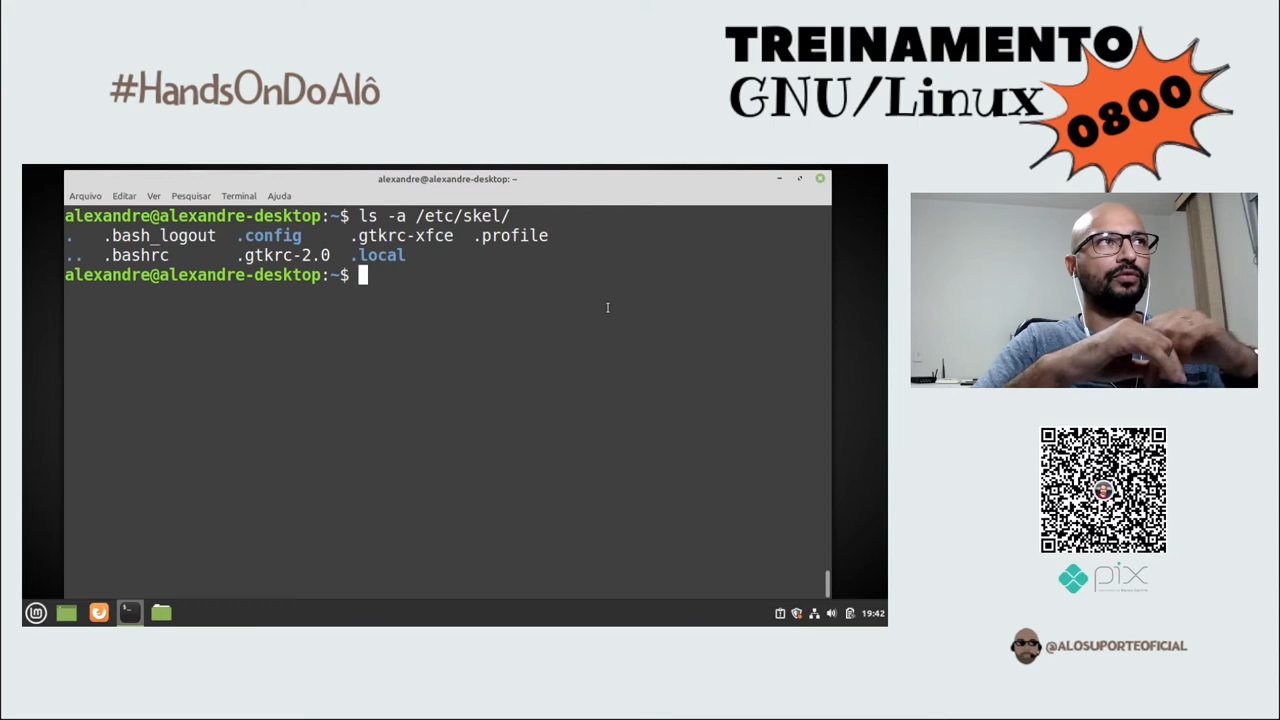 #HandsOnDoAlô
TREINAMENTO
GNU/Linux
0800
alexandre@alexandre-desktop: ~
Arquivo Editar Ver Pesquisar Terminal Ajuda
alexandre@alexandre-desktop:~$ ls -a /etc/skel/
. .bash_logout .config .gtkrc-xfce .profile
.. .bashrc .gtkrc-2.0 .local
alexandre@alexandre-desktop:~$
19:42
pix
@ALOSUPORTEOFICIAL